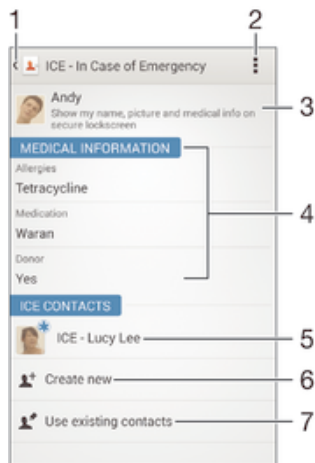 1
2
ICE - In Case of Emergency
Andy
Show my name, picture and medical info on
secure lockscreen
3
MEDICAL INFORMATION
Allergies
Tetracycline
Medication
Waran
4
Donor
Yes
ICE CONTACTS
ICE - Lucy Lee
5
Create new
6
Use existing contacts
7